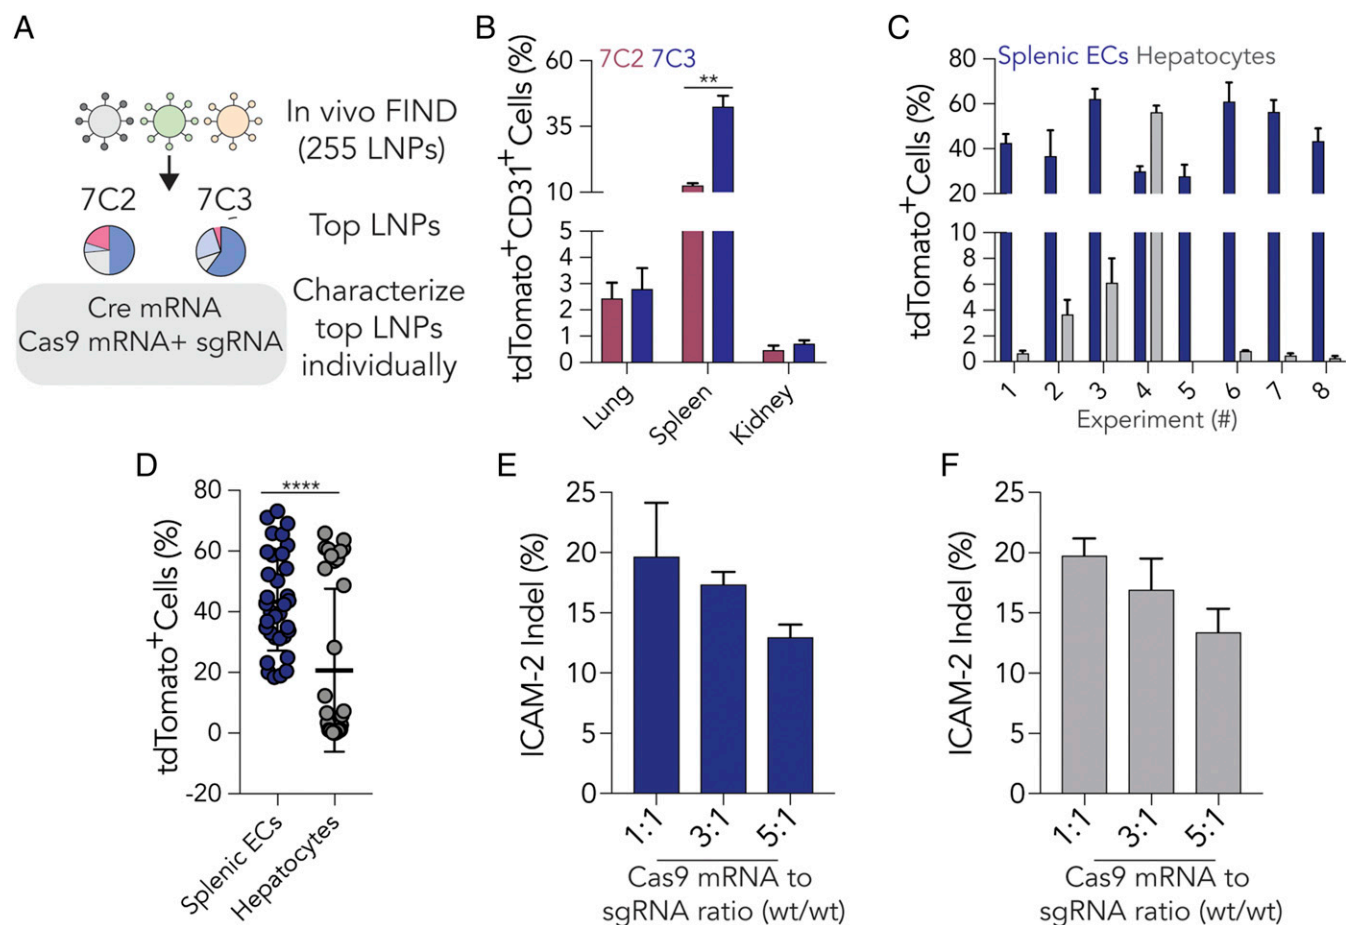 A
In vivo FIND
(255 LNPs)
7C2
7C3
Top LNPs
Cre mRNA
Cas9 mRNA+ sgRNA
Characterize
top LNPs
individually
B
7C2 7C3
**
tdTomato+CD31+Cells (%)
60
35
10
5
4
3
2
1
0
Lung
Spleen
Kidney
C
Splenic ECs Hepatocytes
tdTomato+Cells (%)
80
60
40
20
10
8
6
4
2
0
1
2
3
4
5
6
7
8
Experiment (#)
D
****
tdTomato+Cells (%)
80
60
40
20
0
-20
Splenic ECs
Hepatocytes
E
ICAM-2 Indel (%)
25
20
15
10
5
0
1:1
3:1
5:1
Cas9 mRNA to
sgRNA ratio (wt/wt)
F
ICAM-2 Indel (%)
25
20
15
10
5
0
1:1
3:1
5:1
Cas9 mRNA to
sgRNA ratio (wt/wt)